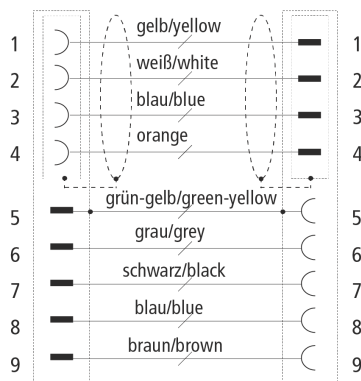 1 gelb/yellow 1
2 weiß/white 2
3 blau/blue 3
4 orange 4
5 grün-gelb/green-yellow 5
6 grau/grey 6
7 schwarz/black 7
8 blau/blue 8
9 braun/brown 9